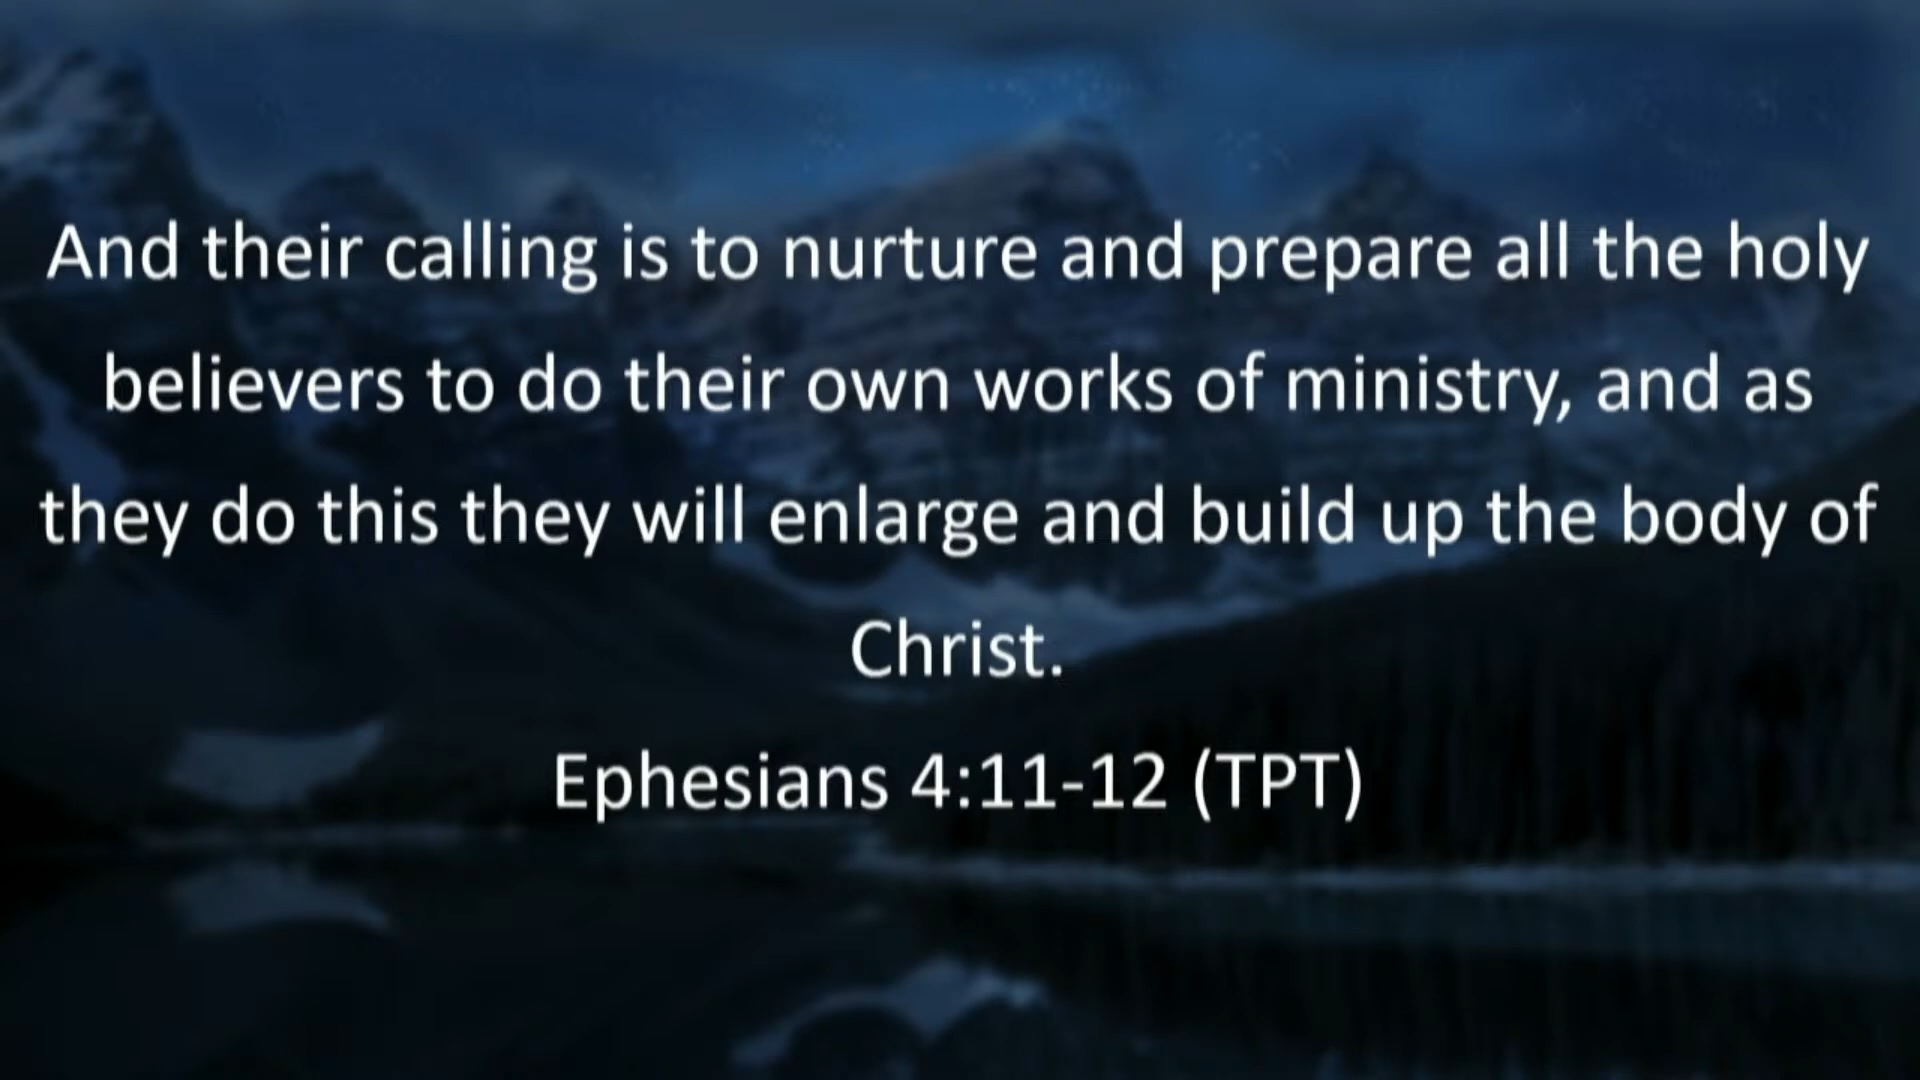 And their calling is to nurture and prepare all the holy
believers to do their own works of ministry, and as
they do this they will enlarge and build up the body of
Christ.
Ephesians 4:11-12 (TPT)